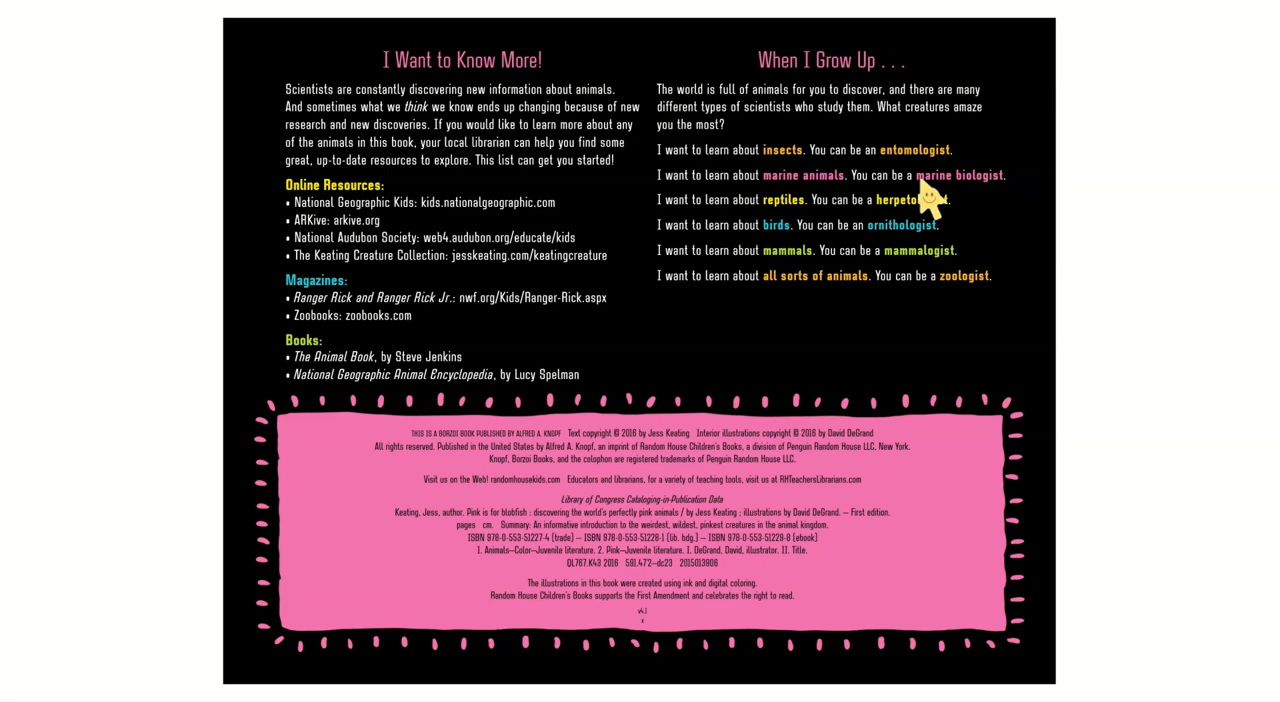 I Want to Know More!
Scientists are constantly discovering new information about animals.
And sometimes what we think we know ends up changing because of new
research and new discoveries. If you would like to learn more about any
of the animals in this book, your local librarian can help you find some
great, up-to-date resources to explore. This list can get you started!
Online Resources:
• National Geographic Kids: kids.nationalgeographic.com
• ARKive: arkive.org
• National Audubon Society: web4.audubon.org/educate/kids
• The Keating Creature Collection: jesskeating.com/keatingcreature
Magazines:
• Ranger Rick and Ranger Rick Jr.: nwf.org/Kids/Ranger-Rick.aspx
• Zoobooks: zoobooks.com
Books:
• The Animal Book, by Steve Jenkins
• National Geographic Animal Encyclopedia, by Lucy Spelman
When I Grow Up . . .
The world is full of animals for you to discover, and there are many
different types of scientists who study them. What creatures amaze
you the most?
I want to learn about insects. You can be an entomologist.
I want to learn about marine animals. You can be a marine biologist.
I want to learn about reptiles. You can be a
I want to learn about birds. You can be an ornithologist.
I want to learn about mammals. You can be a mammalogist.
I want to learn about all sorts of animals. You can be a zoologist.
THIS IS A BORZOI BOOK PUBLISHED BY ALFRED A. KNOPF Text copyright © 2016 by Jess Keating Interior illustrations copyright © 2016 by David DeGrand
All rights reserved. Published in the United States by Alfred A. Knopf, an imprint of Random House Children's Books, a division of Penguin Random House LLC, New York.
Knopf, Borzoi Books, and the colophon are registered trademarks of Penguin Random House LLC.
Visit us on the Web! randomhousekids.com Educators and librarians, for a variety of teaching tools, visit us at RHTeachersLibrarians.com
Library of Congress Cataloging-in-Publication Data
Keating, Jess, author. Pink is for blobfish : discovering the world's perfectly pink animals / by Jess Keating ; illustrations by David DeGrand. — First edition.
pages cm. Summary: An informative introduction to the weirdest, wildest, pinkest creatures in the animal kingdom.
ISBN 978-0-553-51227-4 (trade) — ISBN 978-0-553-51228-1 (lib. bdg.) — ISBN 978-0-553-51229-8 (ebook)
1. Animals—Color—Juvenile literature. 2. Pink—Juvenile literature. I. DeGrand, David, illustrator. II. Title.
QL767.K43 2016 591.47'2—dc23 2015013906
The illustrations in this book were created using ink and digital coloring.
Random House Children's Books supports the First Amendment and celebrates the right to read.
v4.1